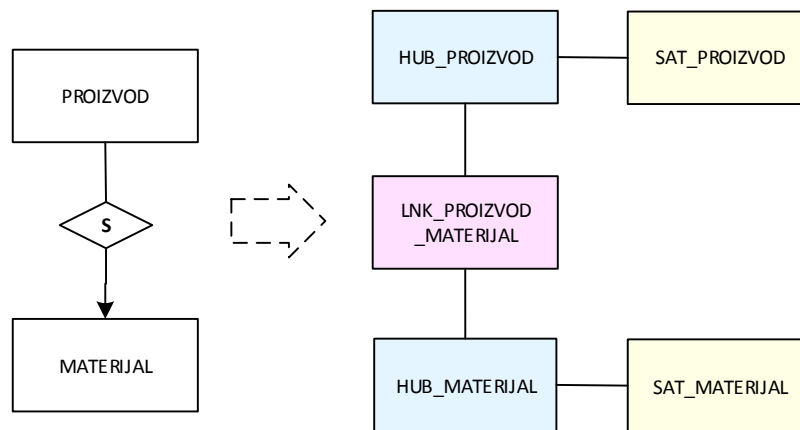 PROIZVOD
S
MATERIJAL
HUB_PROIZVOD
SAT_PROIZVOD
LNK_PROIZVOD
_MATERIJAL
HUB_MATERIJAL
SAT_MATERIJAL